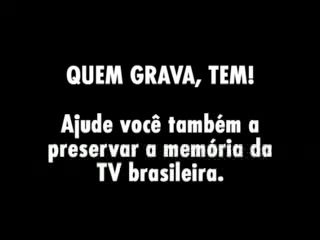 QUEM GRAVA, TEM!
Ajude você também a
preservar a memória da
TV brasileira.